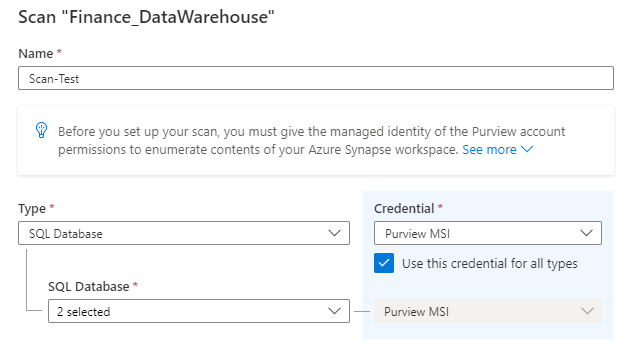 Scan "Finance_DataWarehouse"
Name *
Scan-Test
Before you set up your scan, you must give the managed identity of the Purview account
permissions to enumerate contents of your Azure Synapse workspace. See more
Type *
SQL Database
Credential *
Purview MSI
Use this credential for all types
SQL Database *
2 selected
Purview MSI